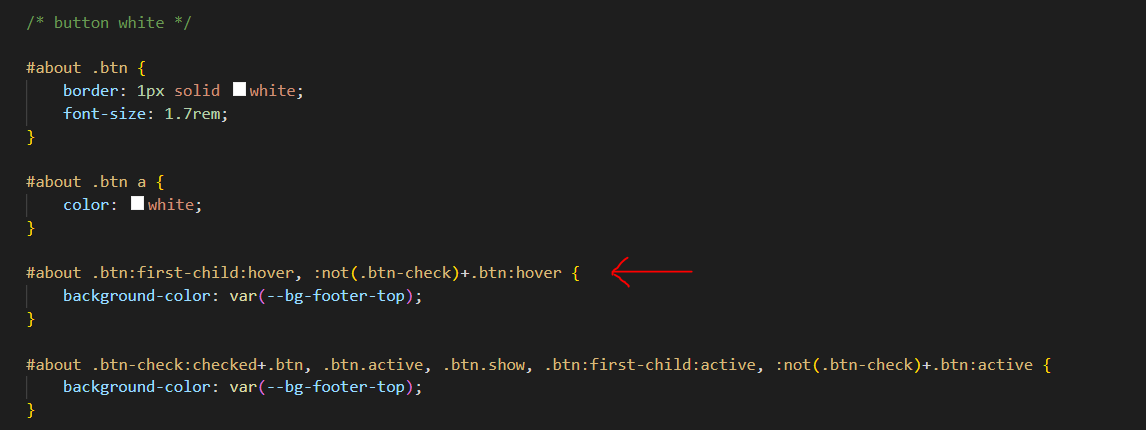 /* button white */
#about .btn {
border: 1px solid white;
font-size: 1.7rem;
}
#about .btn a {
color: white;
}
#about .btn:first-child:hover, :not(.btn-check)+.btn:hover {
background-color: var(--bg-footer-top);
}
#about .btn-check:checked+.btn, .btn.active, .btn.show, .btn:first-child:active, :not(.btn-check)+.btn:active {
background-color: var(--bg-footer-top);
}